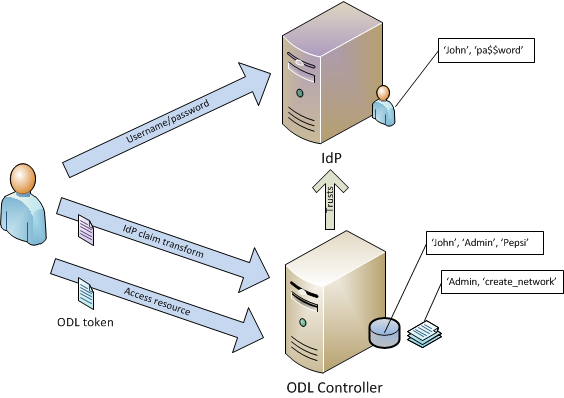 'John', 'pa$$word'
Username/password
IdP
Trusts
IdP claim transform
'John', 'Admin', 'Pepsi'
'Admin, 'create_network'
Access resource
ODL token
ODL Controller